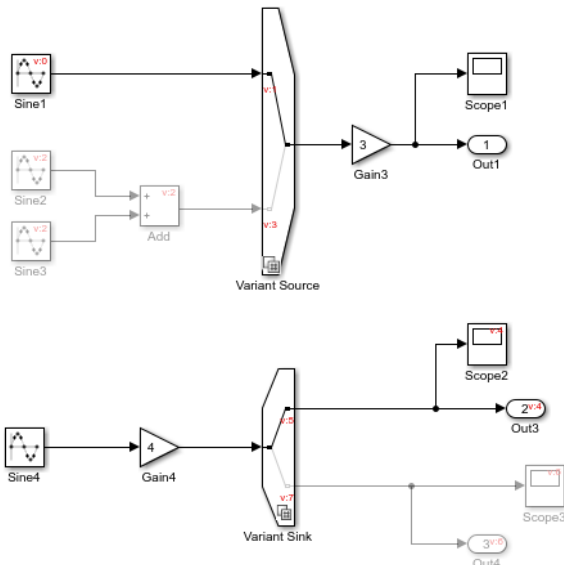 v:0
Sine1
v:1
Scope1
3
Gain3
1
Out1
v:2
Sine2
v:2
Sine3
+
+
v:2
Add
v:3
Variant Source
v:4
Scope2
Sine4
4
Gain4
v:5
2 v:4
Out3
v:7
Variant Sink
v:6
Scope3
3 v:6
Out4